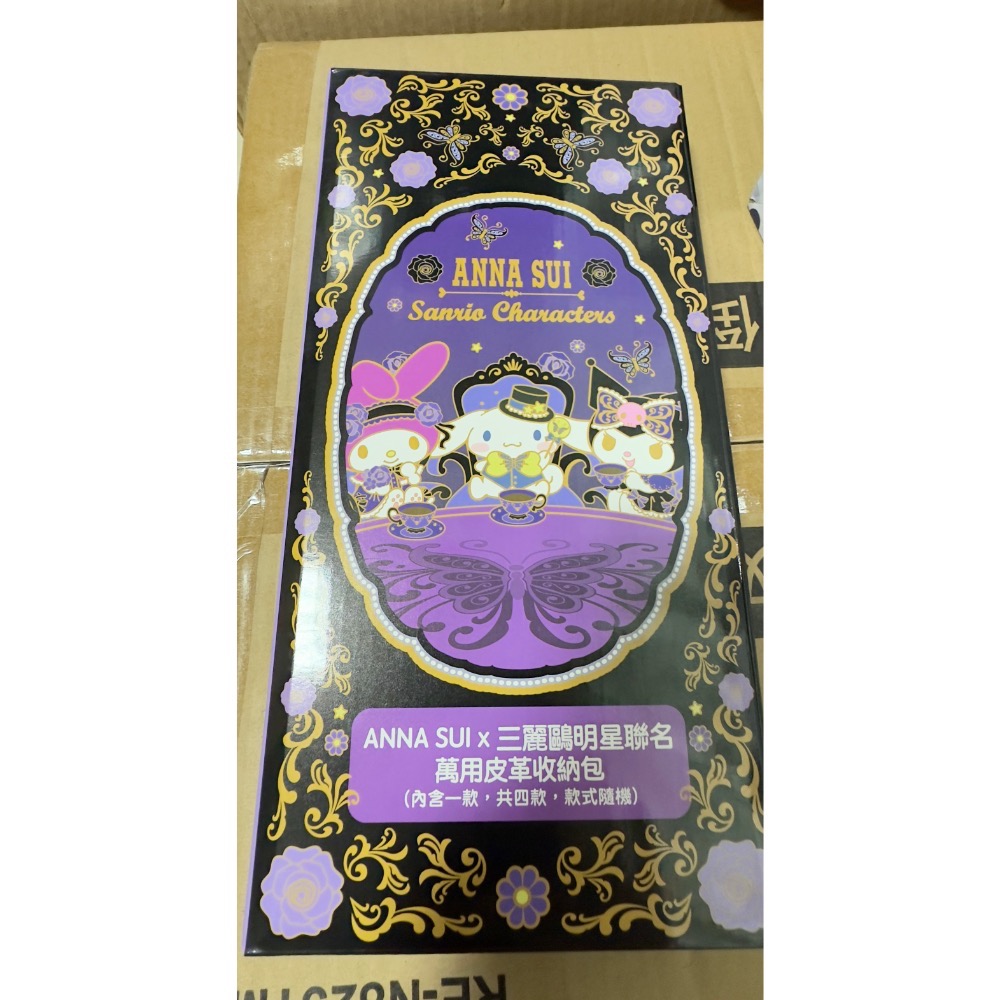 ANNA SUI
Sanrio Characters
ANNA SUI x 三麗鷗明星聯名
萬用皮革收納包
(內含一款，共四款，款式隨機)